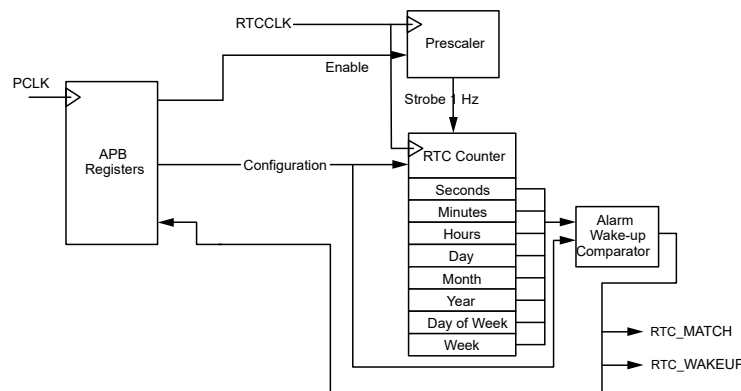 RTCCLK
Prescaler
Enable
PCLK
Strobe 1 Hz
APB
Registers
Configuration
RTC Counter
Seconds
Minutes
Hours
Day
Month
Year
Day of Week
Week
Alarm
Wake-up
Comparator
RTC_MATCH
RTC_WAKEUP